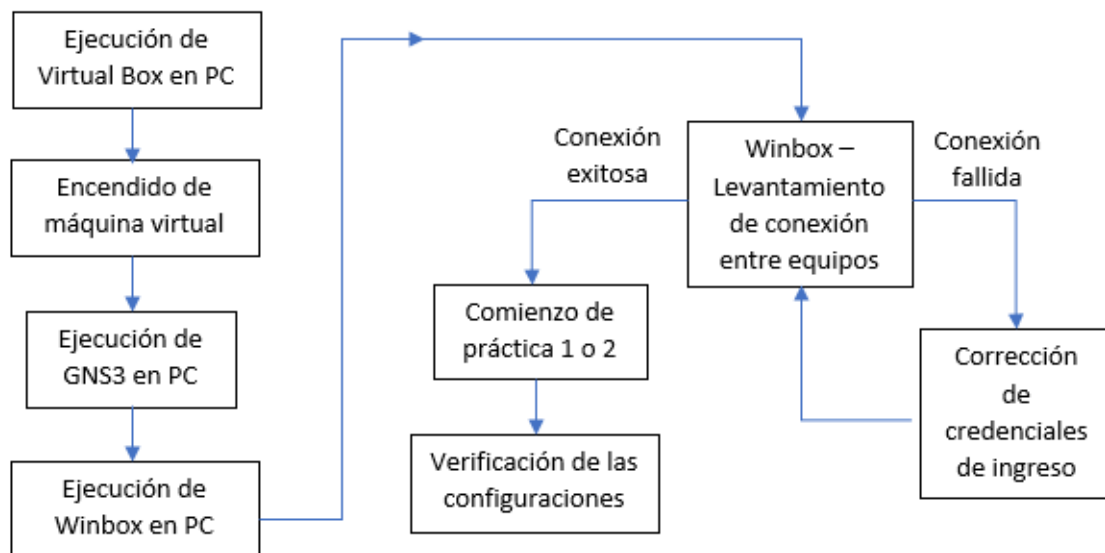 Ejecución de
Virtual Box en PC
Encendido de
máquina virtual
Ejecución de
GNS3 en PC
Ejecución de
Winbox en PC
Winbox –
Levantamiento
de conexión
entre equipos
Conexión
exitosa
Comienzo de
práctica 1 o 2
Verificación de las
configuraciones
Conexión
fallida
Corrección
de
credenciales
de ingreso